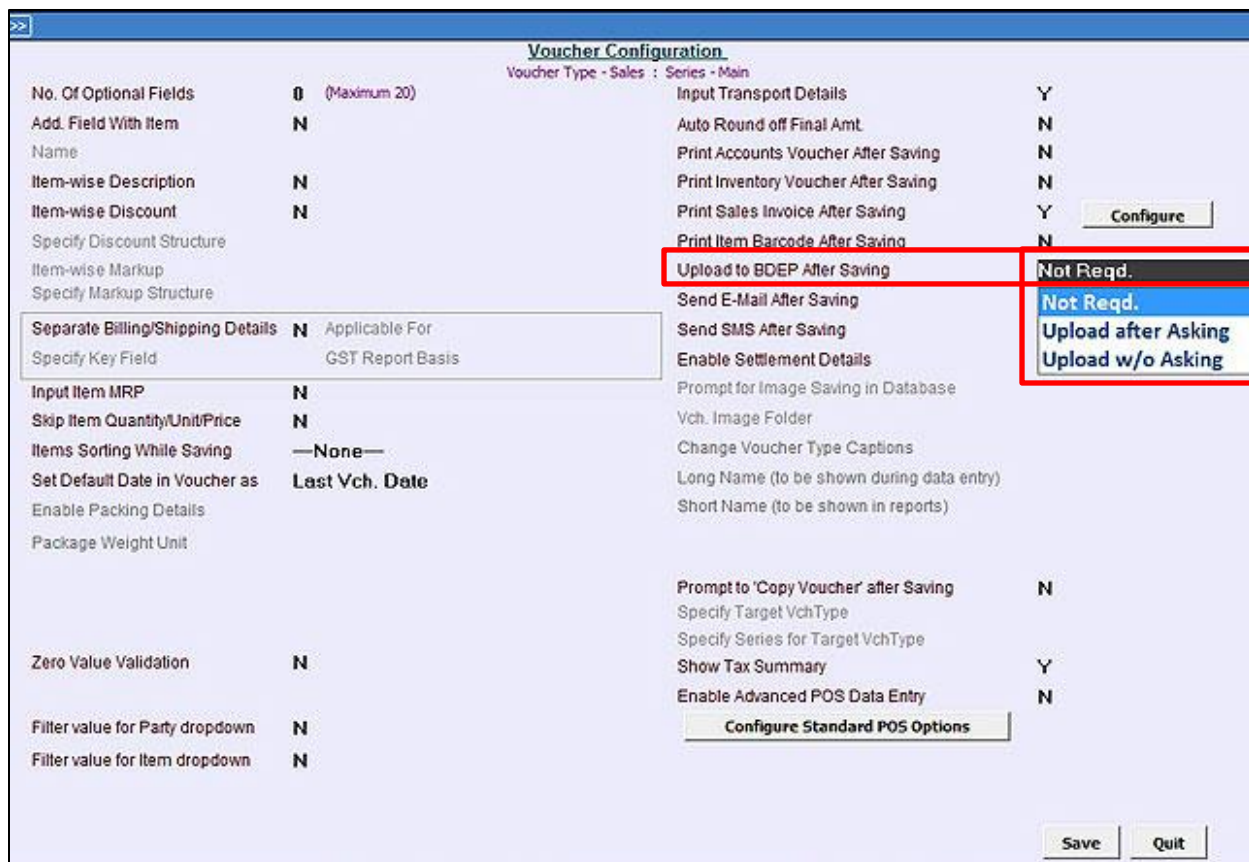 >>
Voucher Configuration
Voucher Type - Sales : Series - Main
No. Of Optional Fields 0 (Maximum 20)
Add. Field With Item N
Name
Item-wise Description N
Item-wise Discount N
Specify Discount Structure
Item-wise Markup
Specify Markup Structure
Separate Billing/Shipping Details N Applicable For
Specify Key Field GST Report Basis
Input Item MRP N
Skip Item Quantity/Unit/Price N
Items Sorting While Saving —None—
Set Default Date in Voucher as Last Vch. Date
Enable Packing Details
Package Weight Unit
Zero Value Validation N
Filter value for Party dropdown N
Filter value for Item dropdown N
Input Transport Details Y
Auto Round off Final Amt. N
Print Accounts Voucher After Saving N
Print Inventory Voucher After Saving N
Print Sales Invoice After Saving Y Configure
Print Item Barcode After Saving N
Upload to BDEP After Saving Not Reqd.
Not Reqd.
Send E-Mail After Saving
Upload after Asking
Send SMS After Saving
Upload w/o Asking
Enable Settlement Details
Prompt for Image Saving in Database
Vch. Image Folder
Change Voucher Type Captions
Long Name (to be shown during data entry)
Short Name (to be shown in reports)
Prompt to 'Copy Voucher' after Saving N
Specify Target VchType
Specify Series for Target VchType
Show Tax Summary Y
Enable Advanced POS Data Entry N
Configure Standard POS Options
Save Quit